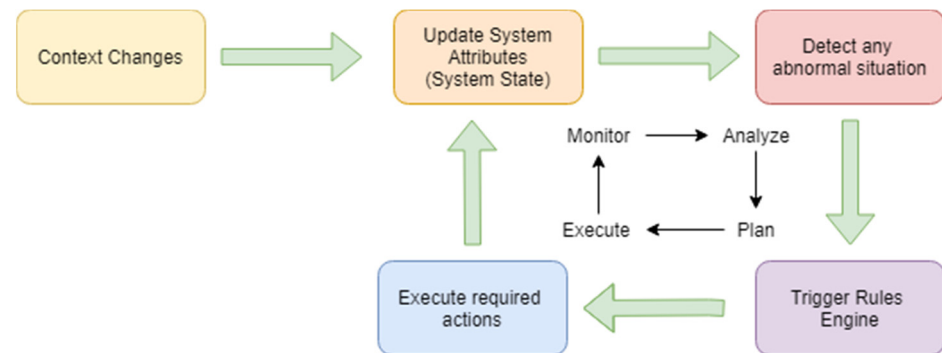 Context Changes
Update System
Attributes
(System State)
Detect any
abnormal situation
Monitor
Analyze
Execute
Plan
Execute required
actions
Trigger Rules
Engine